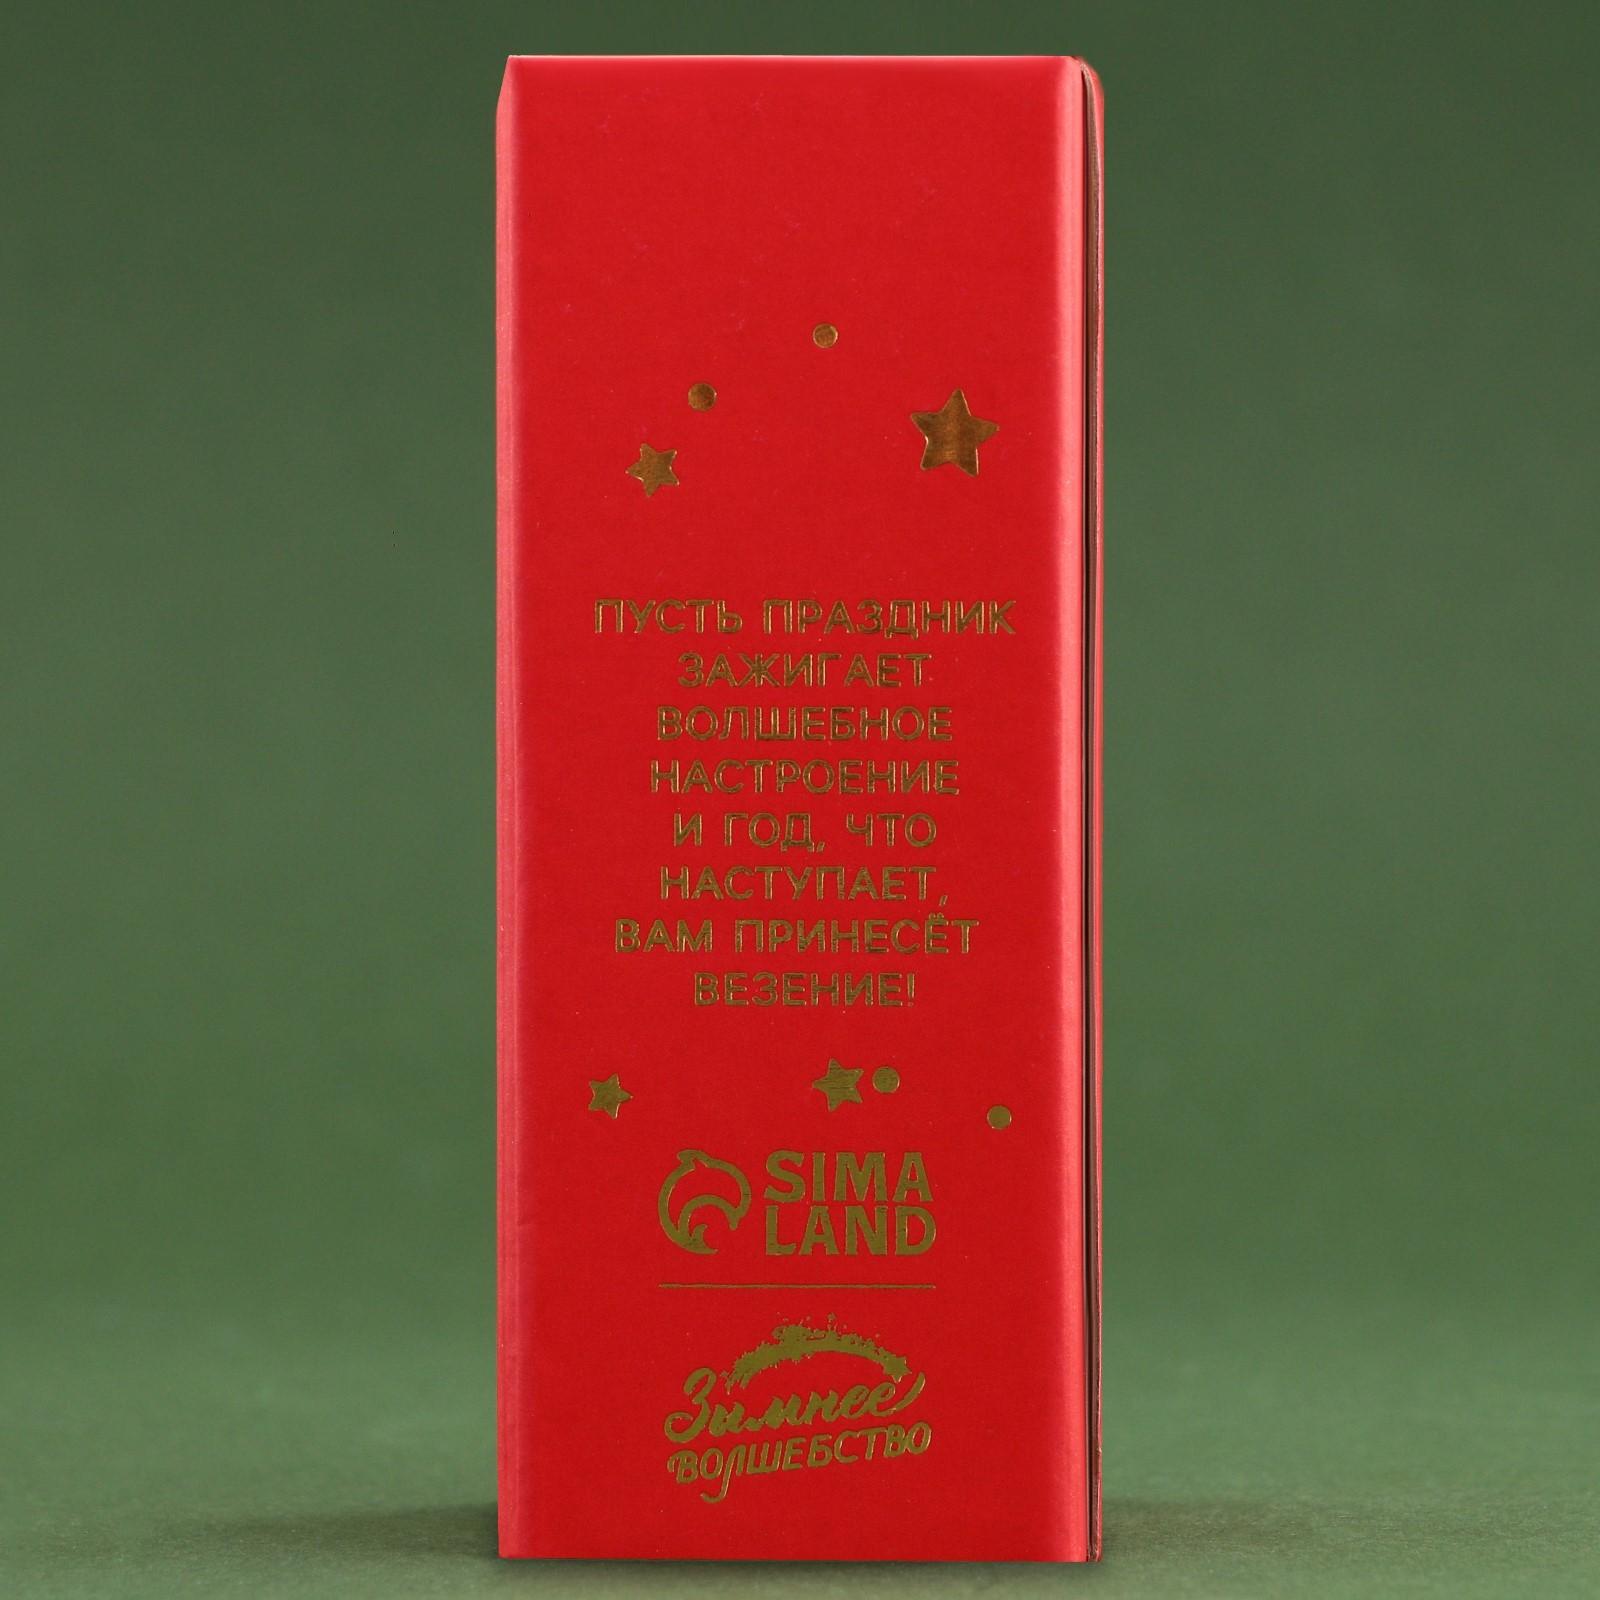 ПУСТЬ ПРАЗДНИК
ЗАЖИГАЕТ
ВОЛШЕБНОЕ
НАСТРОЕНИЕ
И ГОД, ЧТО
НАСТУПАЕТ,
ВАМ ПРИНЕСЁТ
ВЕЗЕНИЕ!
SIMA
LAND
Зимнее
ВОЛШЕБСТВО